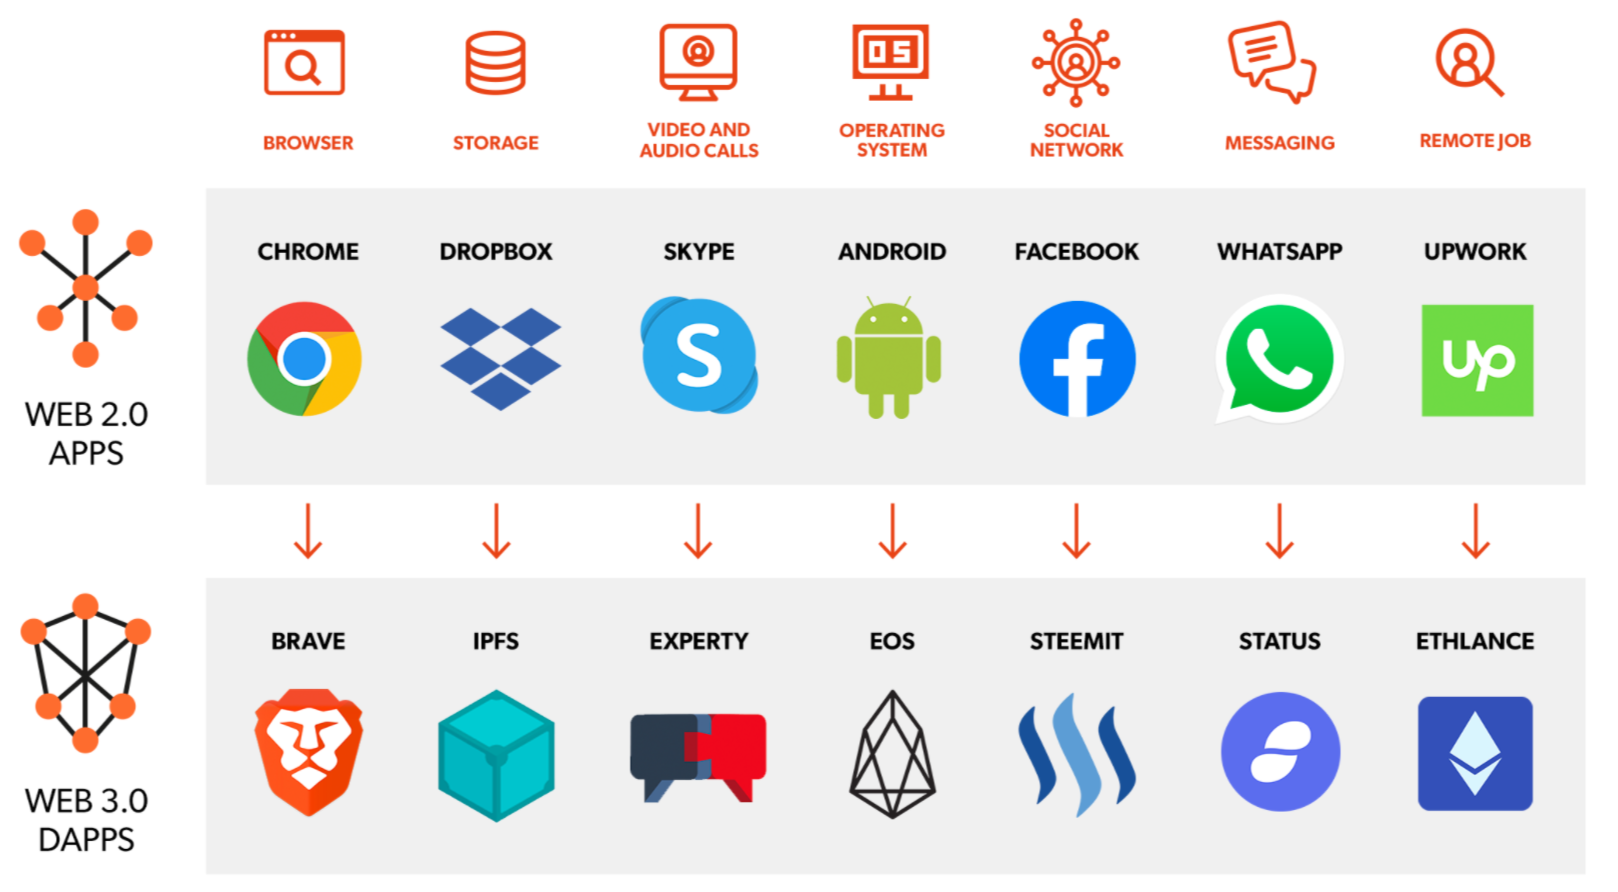 OS
BROWSER
STORAGE
VIDEO AND
AUDIO CALLS
OPERATING
SYSTEM
SOCIAL
NETWORK
MESSAGING
REMOTE JOB
WEB 2.0
APPS
CHROME
DROPBOX
SKYPE
ANDROID
FACEBOOK
WHATSAPP
UPWORK
S
f
up
WEB 3.0
DAPPS
BRAVE
IPFS
EXPERTY
EOS
STEEMIT
STATUS
ETHLANCE